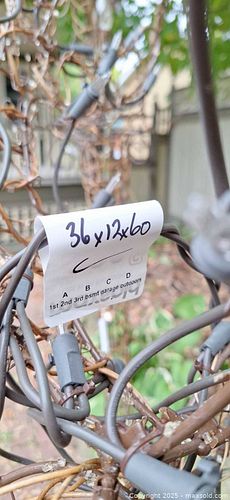 36x12x60
A B C D
1st 2nd 3rd bsmt garage outdoors
Copyright © 2025 - maxsold.com